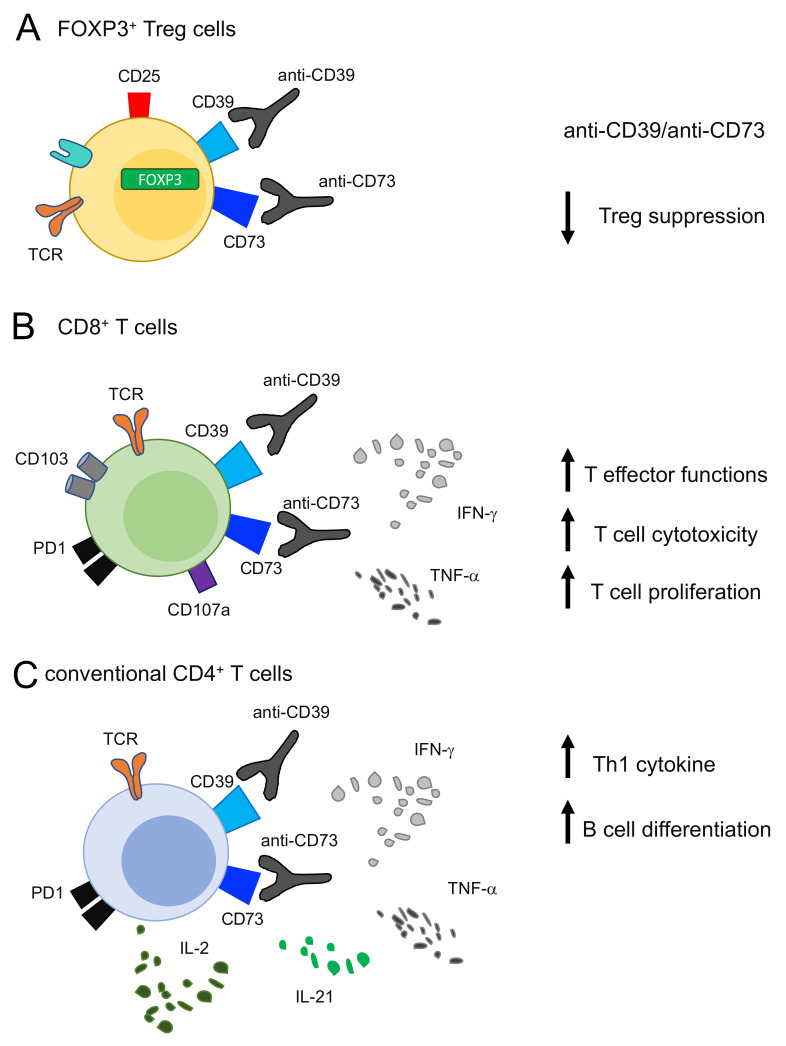 A FOXP3⁺ Treg cells
CD25
anti-CD39
CD39
anti-CD39/anti-CD73
FOXP3
anti-CD73
Treg suppression
TCR
CD73
B CD8⁺ T cells
anti-CD39
TCR
CD39
CD103
T effector functions
anti-CD73
IFN-γ
T cell cytotoxicity
PD1
CD73
TNF-α
T cell proliferation
CD107a
C conventional CD4⁺ T cells
anti-CD39
TCR
IFN-γ
Th1 cytokine
CD39
B cell differentiation
anti-CD73
PD1
TNF-α
CD73
IL-2
IL-21